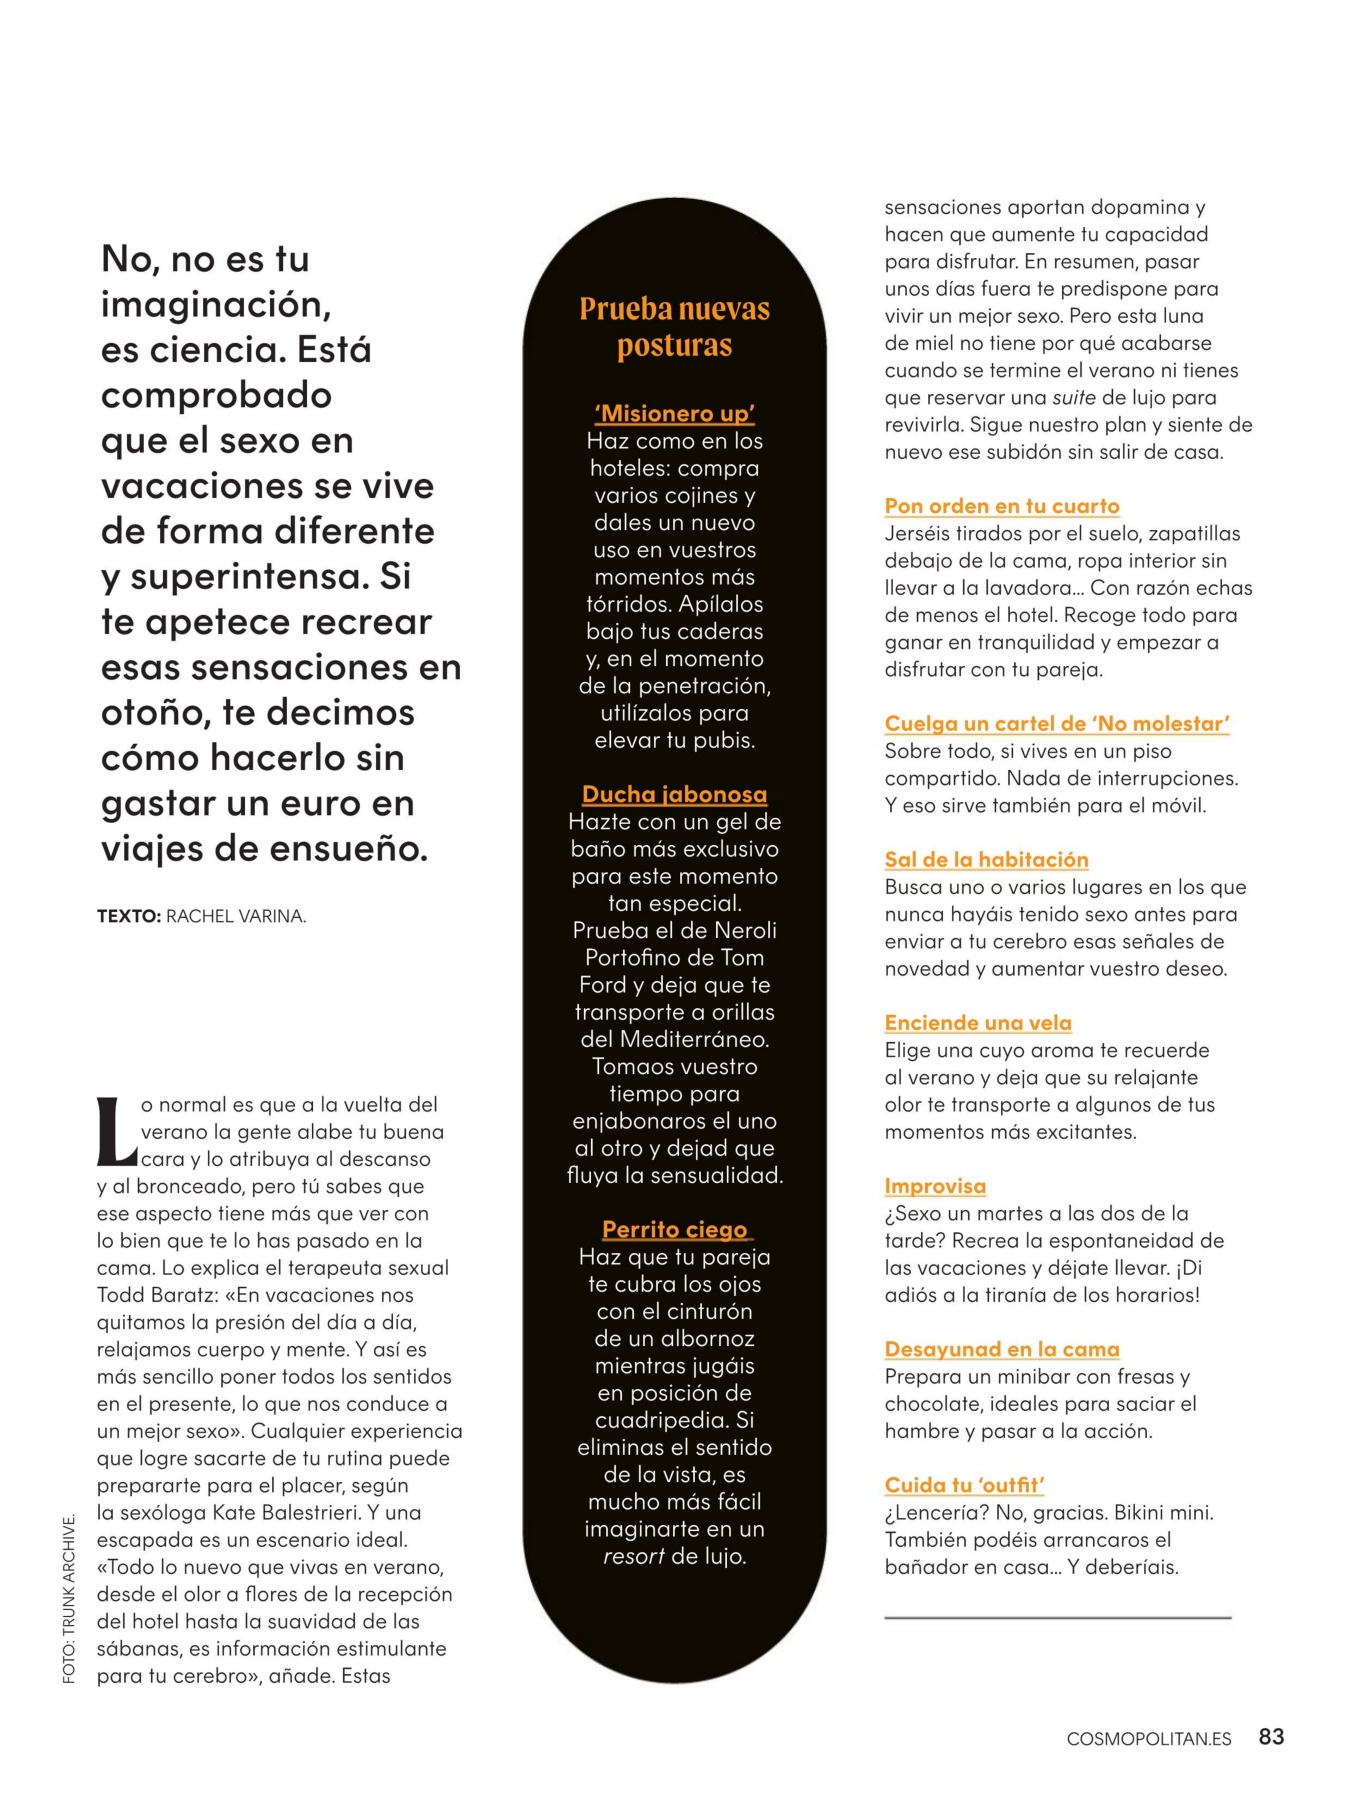 No, no es tu
imaginación,
es ciencia. Está
comprobado
que el sexo en
vacaciones se vive
de forma diferente
y superintensa. Si
te apetece recrear
esas sensaciones en
otoño, te decimos
cómo hacerlo sin
gastar un euro en
viajes de ensueño.
TEXTO: RACHEL VARINA.
Lo normal es que a la vuelta del
verano la gente alabe tu buena
cara y lo atribuya al descanso
y al bronceado, pero tú sabes que
ese aspecto tiene más que ver con
lo bien que te lo has pasado en la
cama. Lo explica el terapeuta sexual
Todd Baratz: «En vacaciones nos
quitamos la presión del día a día,
relajamos cuerpo y mente. Y así es
más sencillo poner todos los sentidos
en el presente, lo que nos conduce a
un mejor sexo». Cualquier experiencia
que logre sacarte de tu rutina puede
prepararte para el placer, según
la sexóloga Kate Balestrieri. Y una
escapada es un escenario ideal.
«Todo lo nuevo que vivas en verano,
desde el olor a flores de la recepción
del hotel hasta la suavidad de las
sábanas, es información estimulante
para tu cerebro», añade. Estas
sensaciones aportan dopamina y
hacen que aumente tu capacidad
para disfrutar. En resumen, pasar
unos días fuera te predispone para
vivir un mejor sexo. Pero esta luna
de miel no tiene por qué acabarse
cuando se termine el verano ni tienes
que reservar una suite de lujo para
revivirla. Sigue nuestro plan y siente de
nuevo ese subidón sin salir de casa.
Pon orden en tu cuarto
Jerséis tirados por el suelo, zapatillas
debajo de la cama, ropa interior sin
llevar a la lavadora... Con razón echas
de menos el hotel. Recoge todo para
ganar en tranquilidad y empezar a
disfrutar con tu pareja.
Cuelga un cartel de ‘No molestar’
Sobre todo, si vives en un piso
compartido. Nada de interrupciones.
Y eso sirve también para el móvil.
Sal de la habitación
Busca uno o varios lugares en los que
nunca hayáis tenido sexo antes para
enviar a tu cerebro esas señales de
novedad y aumentar vuestro deseo.
Enciende una vela
Elige una cuyo aroma te recuerde
al verano y deja que su relajante
olor te transporte a algunos de tus
momentos más excitantes.
Improvisa
¿Sexo un martes a las dos de la
tarde? Recrea la espontaneidad de
las vacaciones y déjate llevar. ¡Di
adiós a la tiranía de los horarios!
Desayunad en la cama
Prepara un minibar con fresas y
chocolate, ideales para saciar el
hambre y pasar a la acción.
Cuida tu ‘outfit’
¿Lencería? No, gracias. Bikini mini.
También podéis arrancaros el
bañador en casa... Y deberíais.
Prueba nuevas
posturas
‘Misionero up’
Haz como en los
hoteles: compra
varios cojines y
dales un nuevo
uso en vuestros
momentos más
tórridos. Apílalos
bajo tus caderas
y, en el momento
de la penetración,
utilízalos para
elevar tu pubis.
Ducha jabonosa
Hazte con un gel de
baño más exclusivo
para este momento
tan especial.
Prueba el de Neroli
Portofino de Tom
Ford y deja que te
transporte a orillas
del Mediterráneo.
Tomaos vuestro
tiempo para
enjabonaros el uno
al otro y dejad que
fluya la sensualidad.
Perrito ciego
Haz que tu pareja
te cubra los ojos
con el cinturón
de un albornoz
mientras jugáis
en posición de
cuadripedia. Si
eliminas el sentido
de la vista, es
mucho más fácil
imaginarte en un
resort de lujo.
FOTO: TRUNK ARCHIVE.
COSMOPOLITAN.ES 83